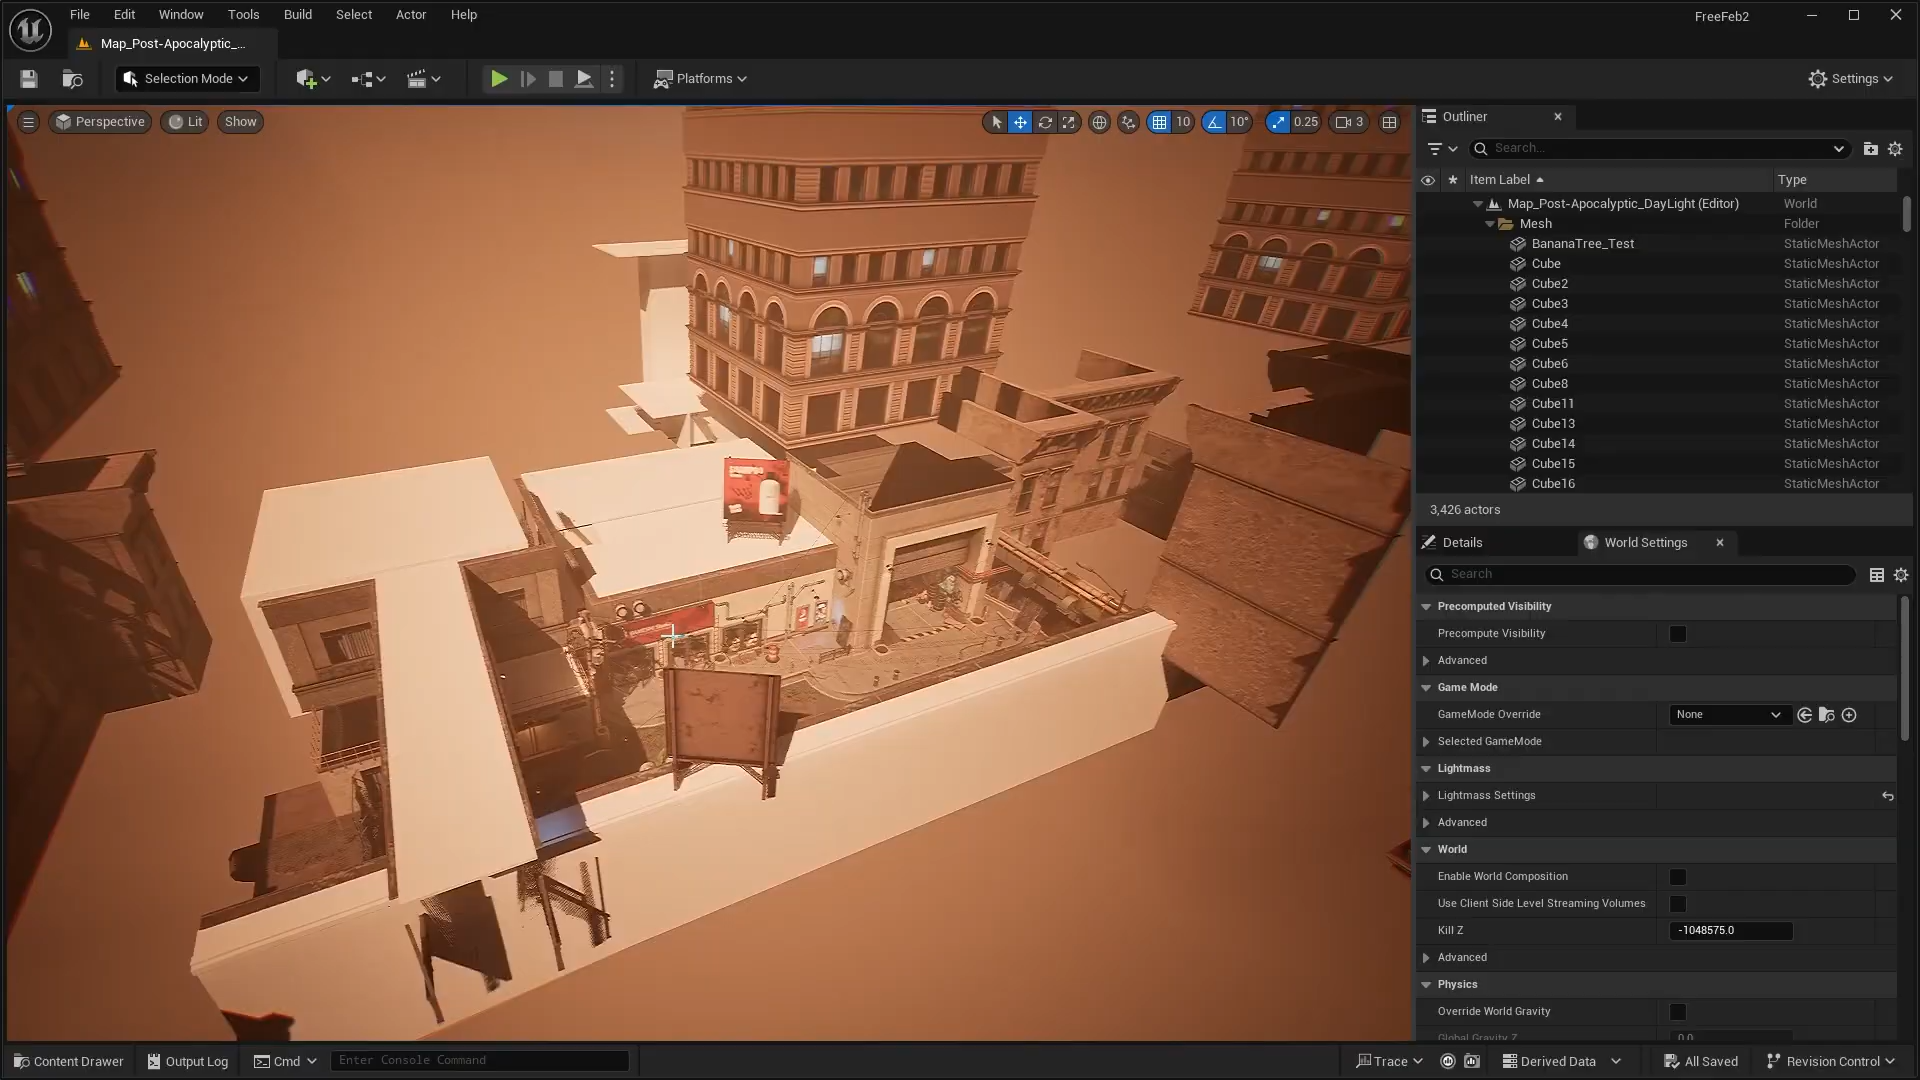 File Edit Window Tools Build Select Actor Help
FreeFeb2
Map_Post-Apocalyptic_...
Selection Mode
Platforms
Settings
Perspective Lit Show
10 10° 0.25 3
Outliner
Search...
Item Label Type
Map_Post-Apocalyptic_DayLight (Editor) World
Mesh Folder
BananaTree_Test StaticMeshActor
Cube StaticMeshActor
Cube2 StaticMeshActor
Cube3 StaticMeshActor
Cube4 StaticMeshActor
Cube5 StaticMeshActor
Cube6 StaticMeshActor
Cube8 StaticMeshActor
Cube11 StaticMeshActor
Cube13 StaticMeshActor
Cube14 StaticMeshActor
Cube15 StaticMeshActor
Cube16 StaticMeshActor
3,426 actors
Details World Settings
Search
Precomputed Visibility
Precompute Visibility
Advanced
Game Mode
GameMode Override None
Selected GameMode
Lightmass
Lightmass Settings
Advanced
World
Enable World Composition
Use Client Side Level Streaming Volumes
Kill Z -1048575.0
Advanced
Physics
Override World Gravity
Global Gravity Z 0.0
Content Drawer Output Log Cmd Enter Console Command
Trace Derived Data All Saved Revision Control